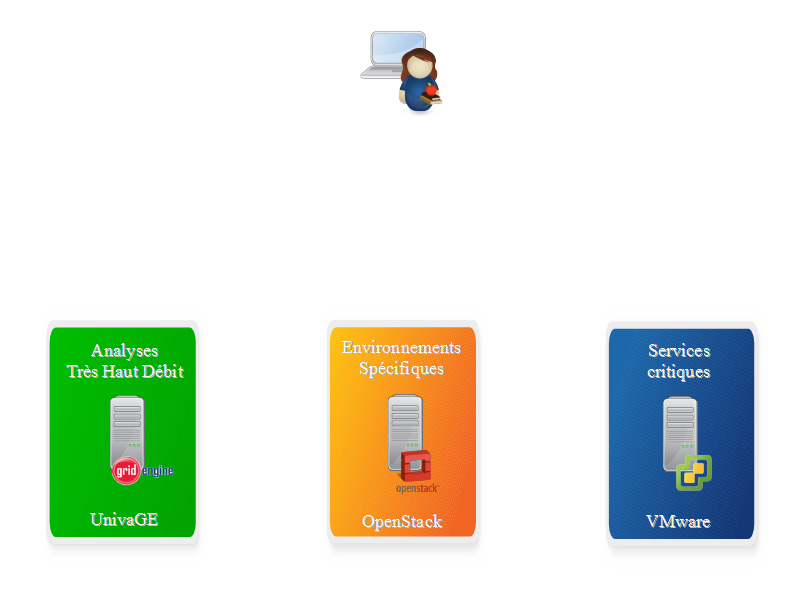 Analyses
Très Haut Débit
grid engine
UnivaGE
Environnements
Spécifiques
openstack
OpenStack
Services
critiques
VMware